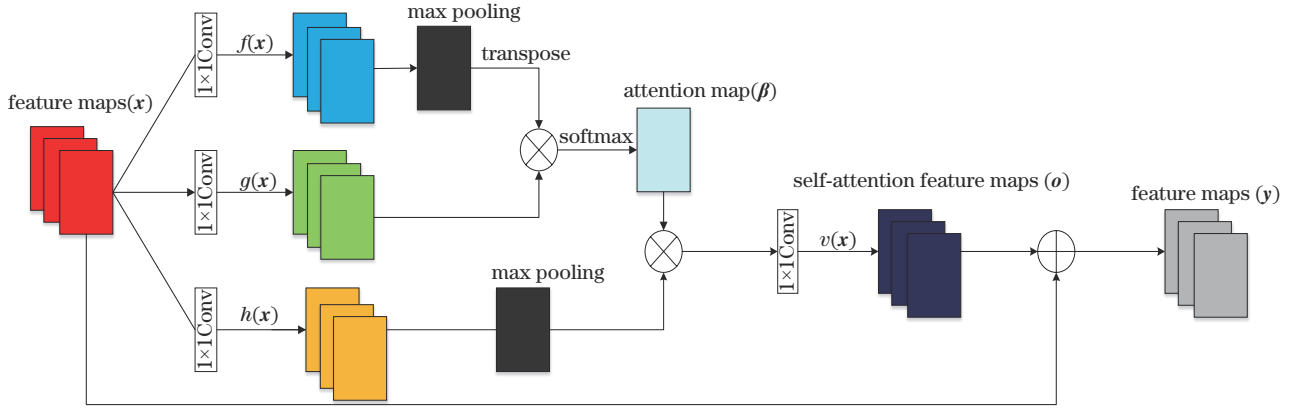 max pooling
1×1Conv
f(x)
transpose
feature maps(x)
attention map(β)
softmax
1×1Conv
g(x)
self-attention feature maps (o)
feature maps (y)
1×1Conv
v(x)
max pooling
1×1Conv
h(x)